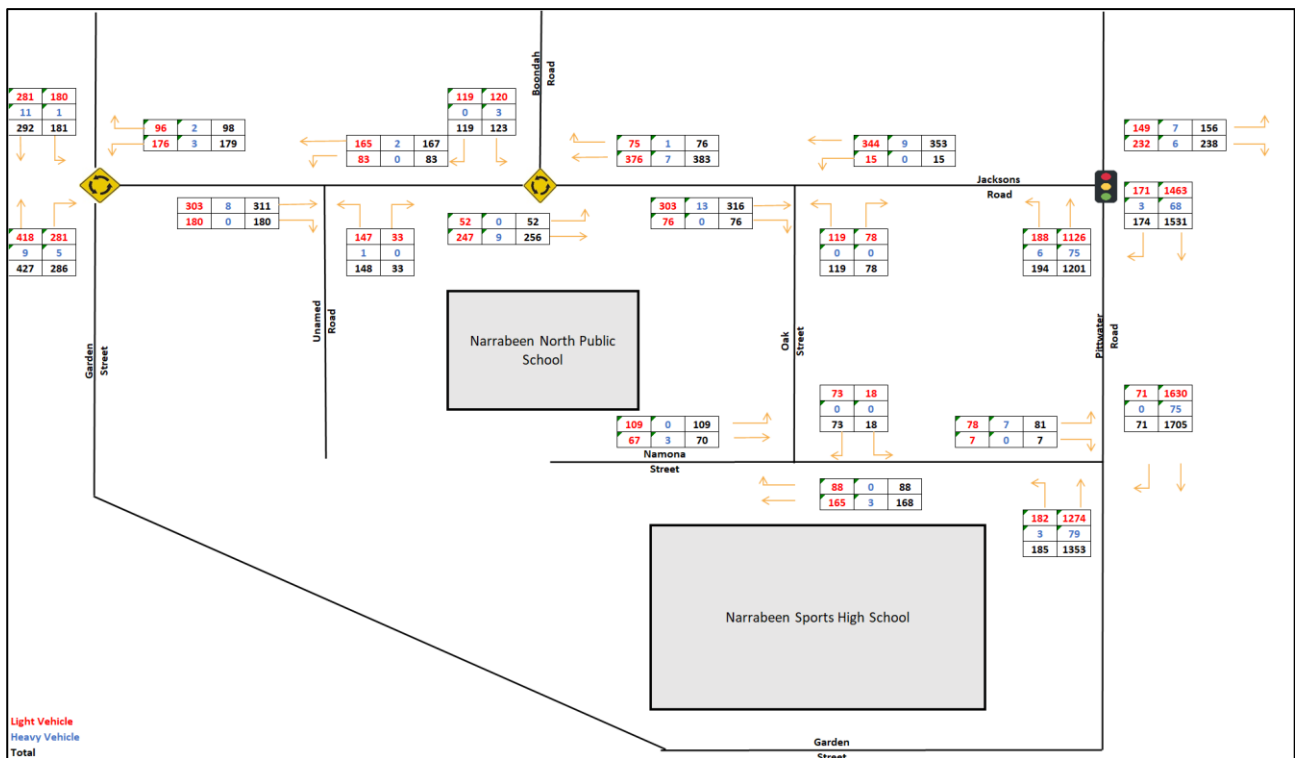 Boondah
Road
281 180
11 1
292 181
119 120
0 3
119 123
96 2 98
176 3 179
165 2 167
83 0 83
75 1 76
376 7 383
344 9 353
15 0 15
149 7 156
232 6 238
Jacksons
Road
171 1463
3 68
174 1531
303 8 311
180 0 180
52 0 52
247 9 256
303 13 316
76 0 76
418 281
9 5
427 286
147 33
1 0
148 33
119 78
0 0
119 78
188 1126
6 75
194 1201
Garden
Street
Unamed
Road
Narrabeen North Public
School
Oak
Street
Pittwater
Road
73 18
0 0
73 18
71 1630
0 75
71 1705
109 0 109
67 3 70
78 7 81
7 0 7
Namona
Street
88 0 88
165 3 168
182 1274
3 79
185 1353
Narrabeen Sports High School
Light Vehicle
Heavy Vehicle
Total
Garden
Street